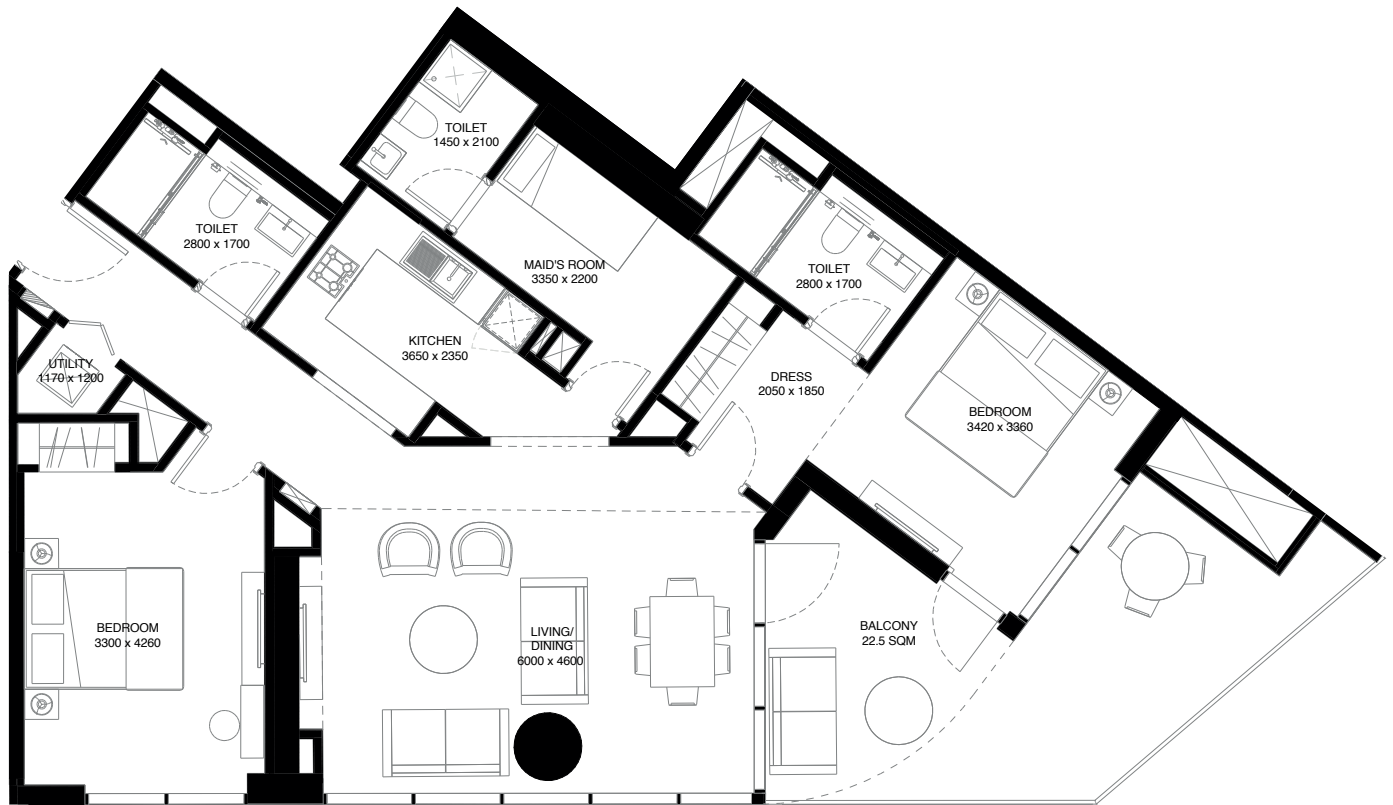 TOILET
1450 x 2100
TOILET
2800 x 1700
MAID'S ROOM
3350 x 2200
TOILET
2800 x 1700
KITCHEN
3650 x 2350
UTILITY
1170 x 1200
DRESS
2050 x 1850
BEDROOM
3420 x 3360
BEDROOM
3300 x 4260
LIVING/
DINING
6000 x 4600
BALCONY
22.5 SQM